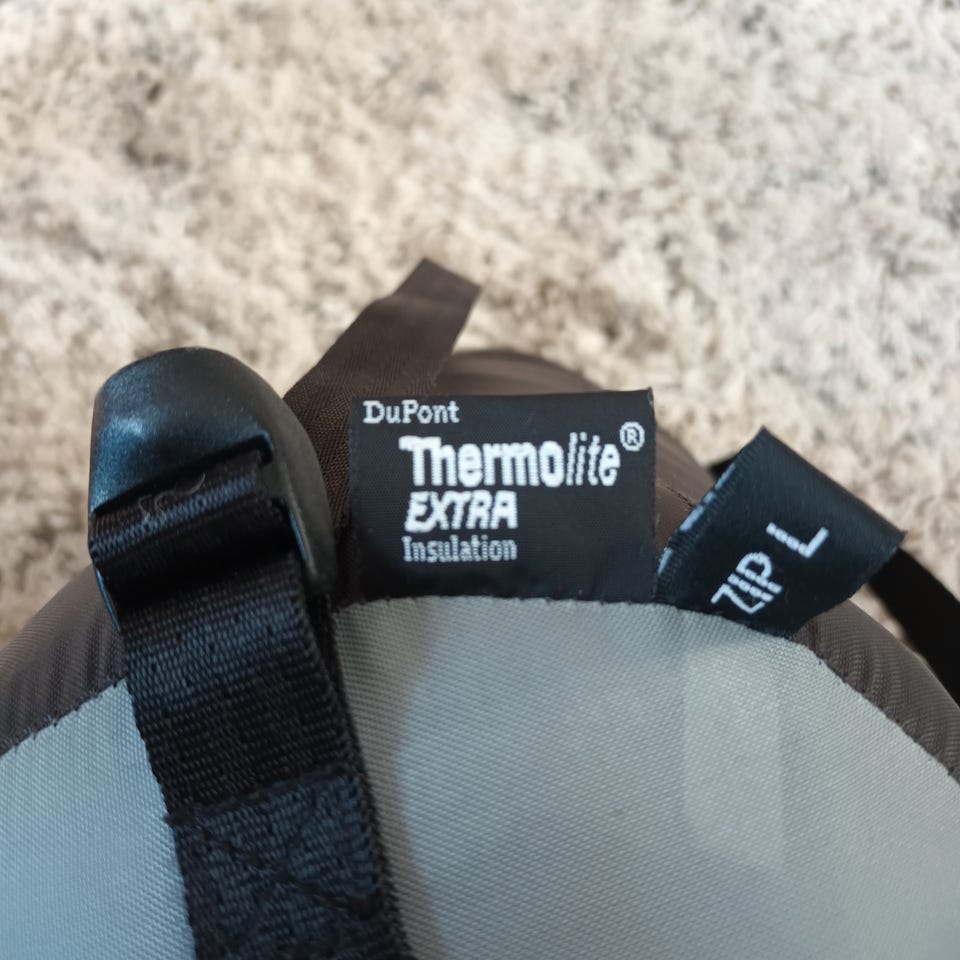 DuPont
Thermolite®
EXTRA
Insulation
ZIP L